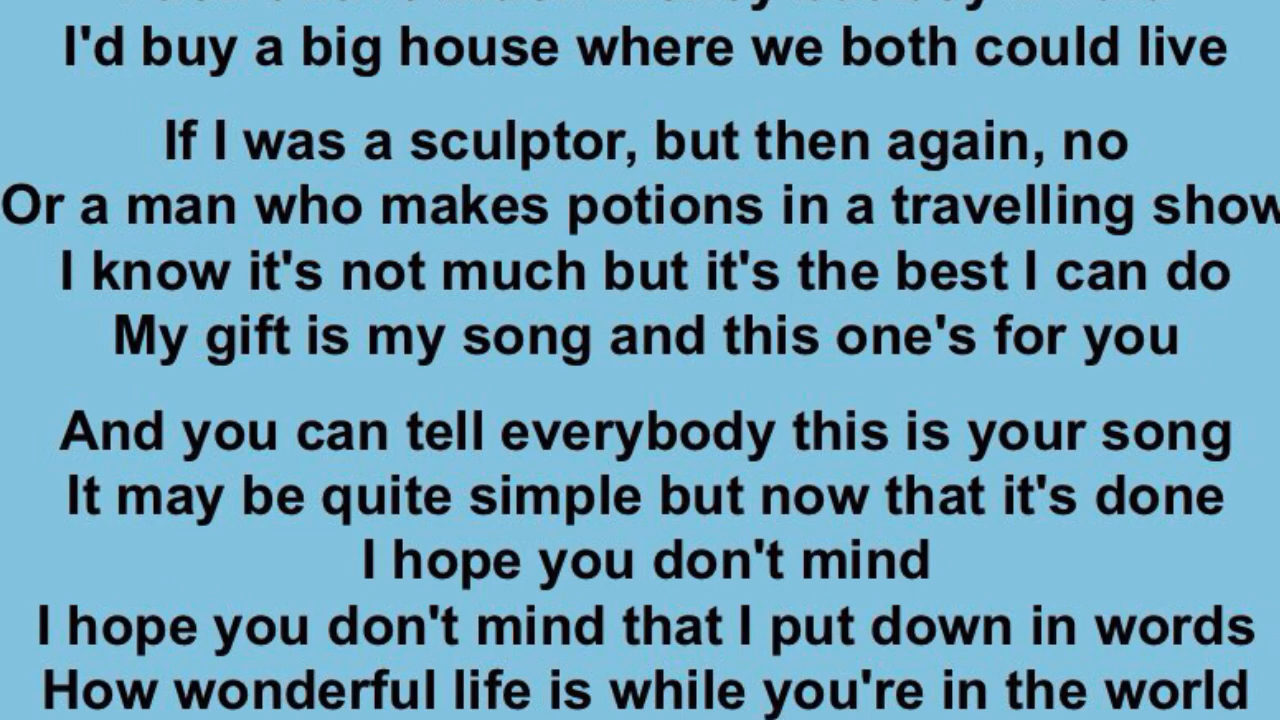 I'd buy a big house where we both could live
If I was a sculptor, but then again, no
Or a man who makes potions in a travelling show
I know it's not much but it's the best I can do
My gift is my song and this one's for you
And you can tell everybody this is your song
It may be quite simple but now that it's done
I hope you don't mind
I hope you don't mind that I put down in words
How wonderful life is while you're in the world